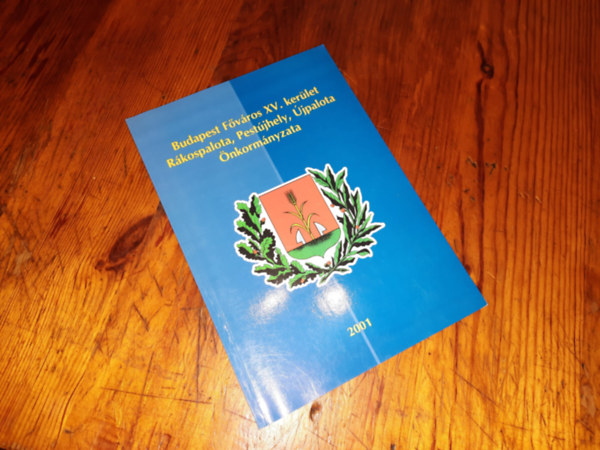 Budapest Főváros XV. kerület
Rákospalota, Pestújhely, Újpalota
Önkormányzata
2001